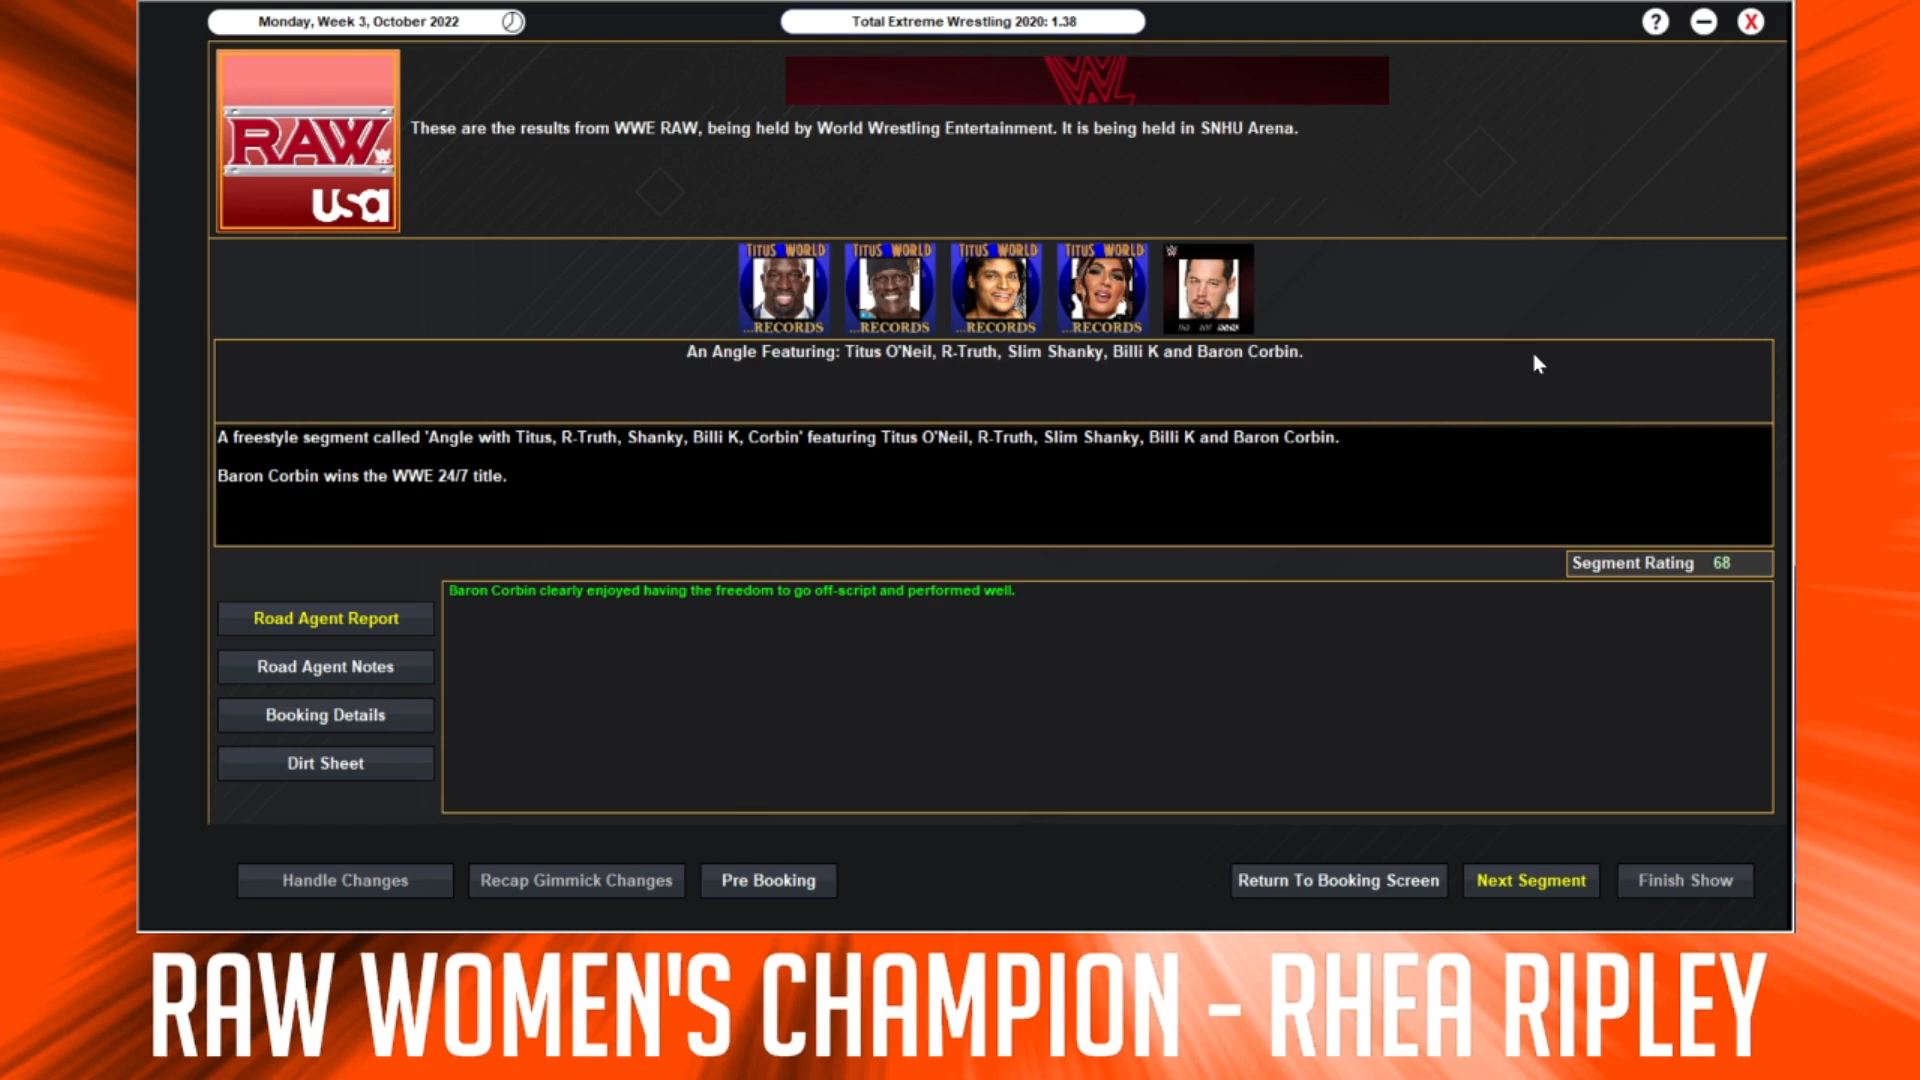 Monday, Week 3, October 2022
Total Extreme Wrestling 2020: 1.38
?
X
RAW
usa
These are the results from WWE RAW, being held by World Wrestling Entertainment. It is being held in SNHU Arena.
TITUS WORLD TITUS WORLD TITUS WORLD TITUS WORLD
...RECORDS ...RECORDS ...RECORDS ...RECORDS
An Angle Featuring: Titus O'Neil, R-Truth, Slim Shanky, Billi K and Baron Corbin.
A freestyle segment called 'Angle with Titus, R-Truth, Shanky, Billi K, Corbin' featuring Titus O'Neil, R-Truth, Slim Shanky, Billi K and Baron Corbin.
Baron Corbin wins the WWE 24/7 title.
Segment Rating 68
Baron Corbin clearly enjoyed having the freedom to go off-script and performed well.
Road Agent Report
Road Agent Notes
Booking Details
Dirt Sheet
Handle Changes Recap Gimmick Changes Pre Booking Return To Booking Screen Next Segment Finish Show
RAW WOMEN'S CHAMPION - RHEA RIPLEY